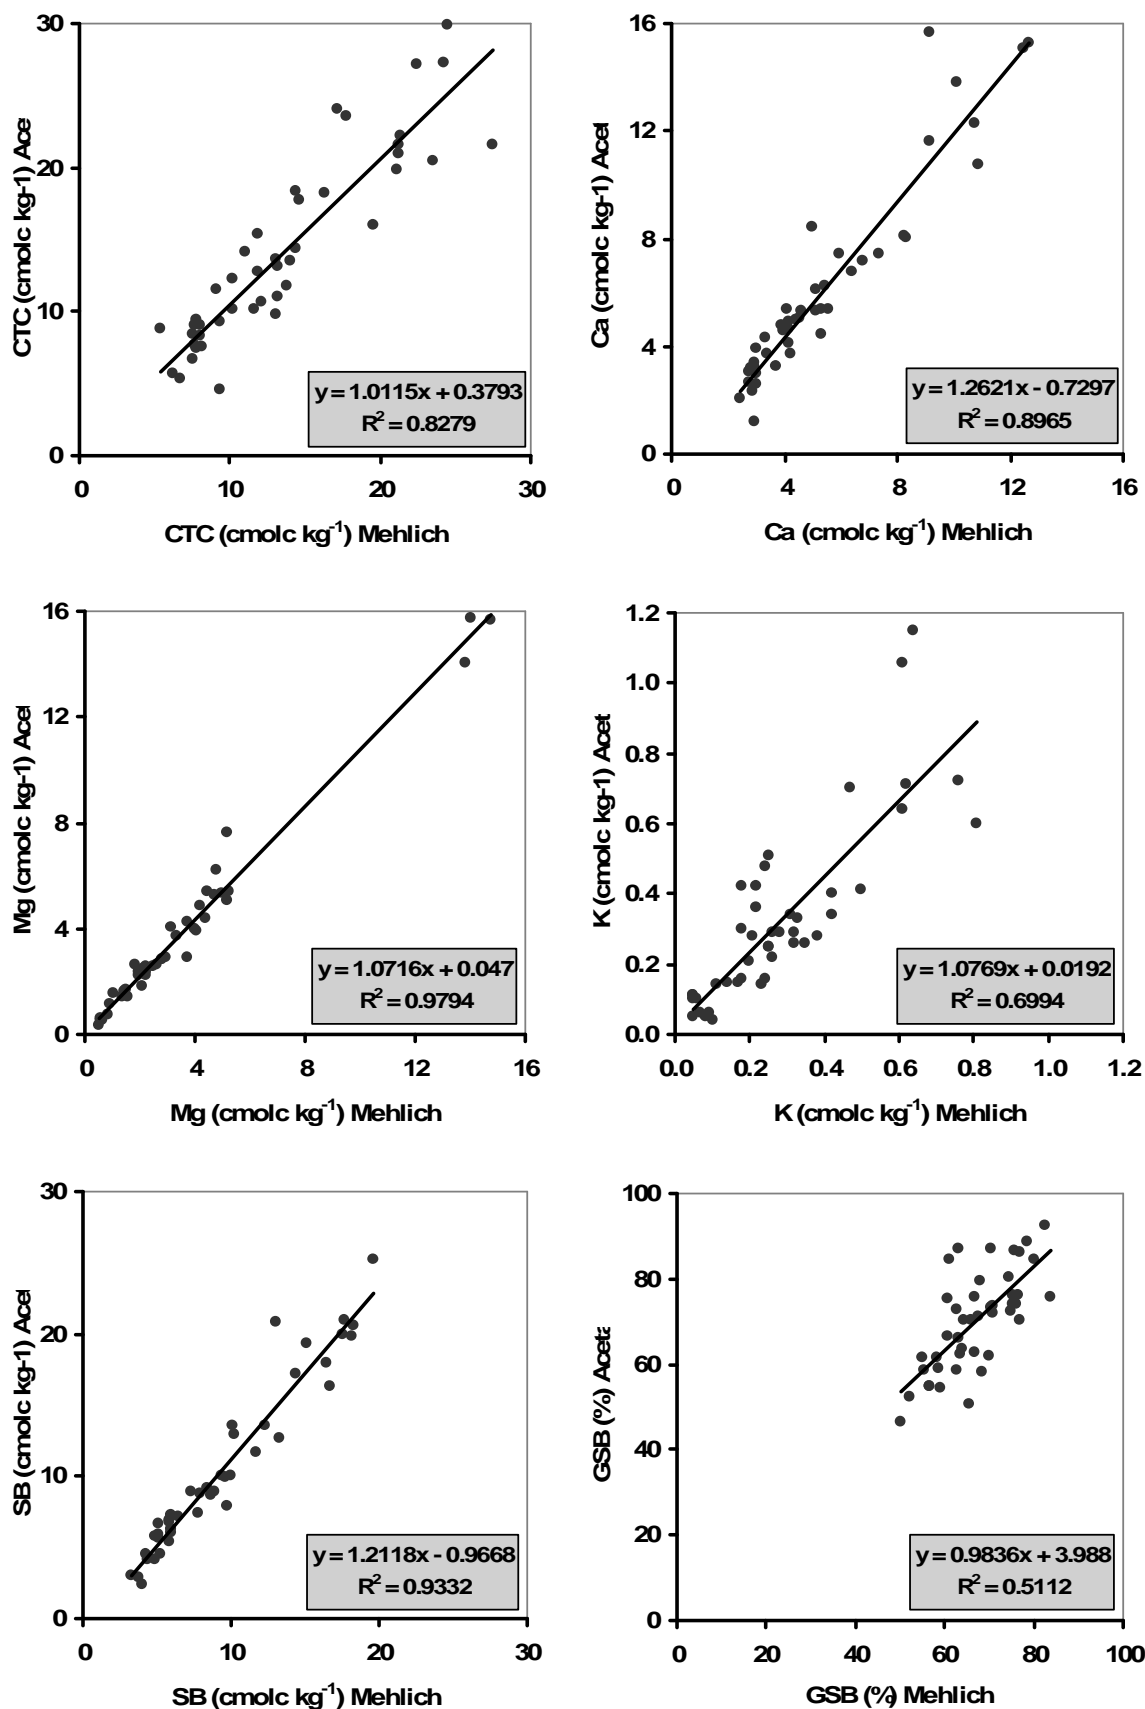 30
20
10
0
CTC (cmolc kg-1) Ace
y = 1.0115x + 0.3793
R² = 0.8279
0 10 20 30
CTC (cmolc kg⁻¹) Mehlich
16
12
8
4
0
Ca (cmolc kg-1) Acel
y = 1.2621x - 0.7297
R² = 0.8965
0 4 8 12 16
Ca (cmolc kg⁻¹) Mehlich
16
12
8
4
0
Mg (cmolc kg-1) Acel
y = 1.0716x + 0.047
R² = 0.9794
0 4 8 12 16
Mg (cmolc kg⁻¹) Mehlich
1.2
1.0
0.8
0.6
0.4
0.2
0.0
K (cmolc kg-1) Acet
y = 1.0769x + 0.0192
R² = 0.6994
0.0 0.2 0.4 0.6 0.8 1.0 1.2
K (cmolc kg⁻¹) Mehlich
30
20
10
0
SB (cmolc kg-1) Acel
y = 1.2118x - 0.9668
R² = 0.9332
0 10 20 30
SB (cmolc kg⁻¹) Mehlich
100
80
60
40
20
0
GSB (%) Aceta
y = 0.9836x + 3.988
R² = 0.5112
0 20 40 60 80 100
GSB (%) Mehlich